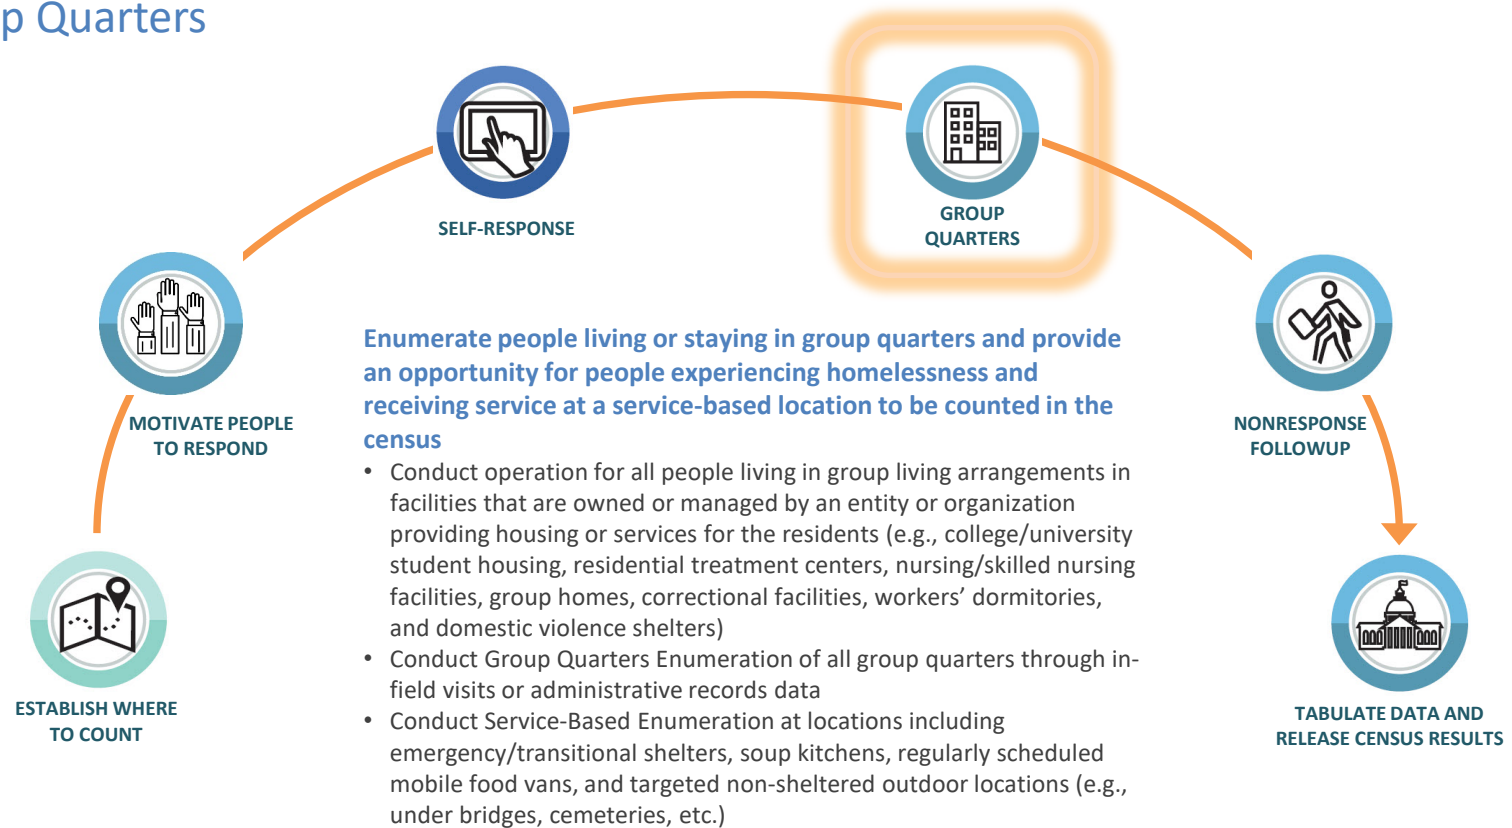 p Quarters
SELF-RESPONSE
GROUP
QUARTERS
MOTIVATE PEOPLE
TO RESPOND
NONRESPONSE
FOLLOWUP
ESTABLISH WHERE
TO COUNT
TABULATE DATA AND
RELEASE CENSUS RESULTS
Enumerate people living or staying in group quarters and provide
an opportunity for people experiencing homelessness and
receiving service at a service-based location to be counted in the
census
• Conduct operation for all people living in group living arrangements in
facilities that are owned or managed by an entity or organization
providing housing or services for the residents (e.g., college/university
student housing, residential treatment centers, nursing/skilled nursing
facilities, group homes, correctional facilities, workers’ dormitories,
and domestic violence shelters)
• Conduct Group Quarters Enumeration of all group quarters through in-
field visits or administrative records data
• Conduct Service-Based Enumeration at locations including
emergency/transitional shelters, soup kitchens, regularly scheduled
mobile food vans, and targeted non-sheltered outdoor locations (e.g.,
under bridges, cemeteries, etc.)